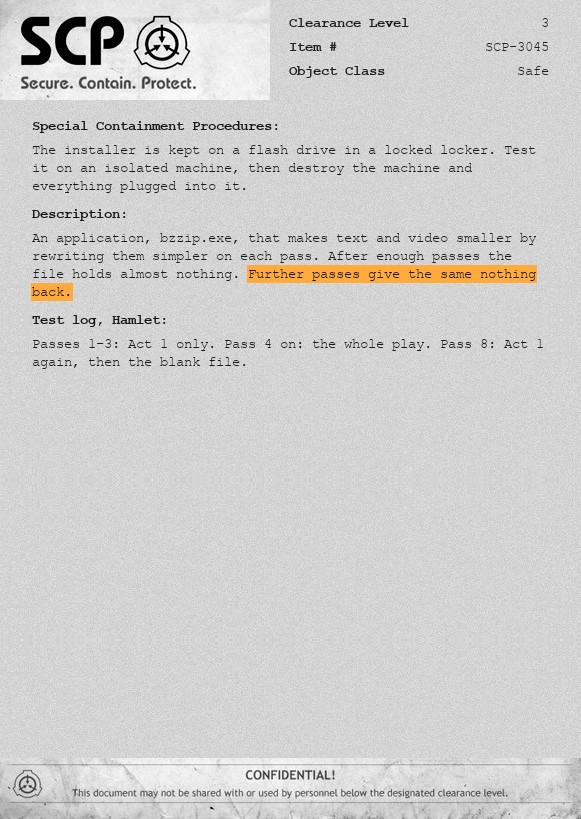 SCP
Secure. Contain. Protect.
Clearance Level 3
Item # SCP-3045
Object Class Safe
Special Containment Procedures:
The installer is kept on a flash drive in a locked locker. Test
it on an isolated machine, then destroy the machine and
everything plugged into it.
Description:
An application, bzzip.exe, that makes text and video smaller by
rewriting them simpler on each pass. After enough passes the
file holds almost nothing. Further passes give the same nothing
back.
Test log, Hamlet:
Passes 1-3: Act 1 only. Pass 4 on: the whole play. Pass 8: Act 1
again, then the blank file.
CONFIDENTIAL!
This document may not be shared with or used by personnel below the designated clearance level.